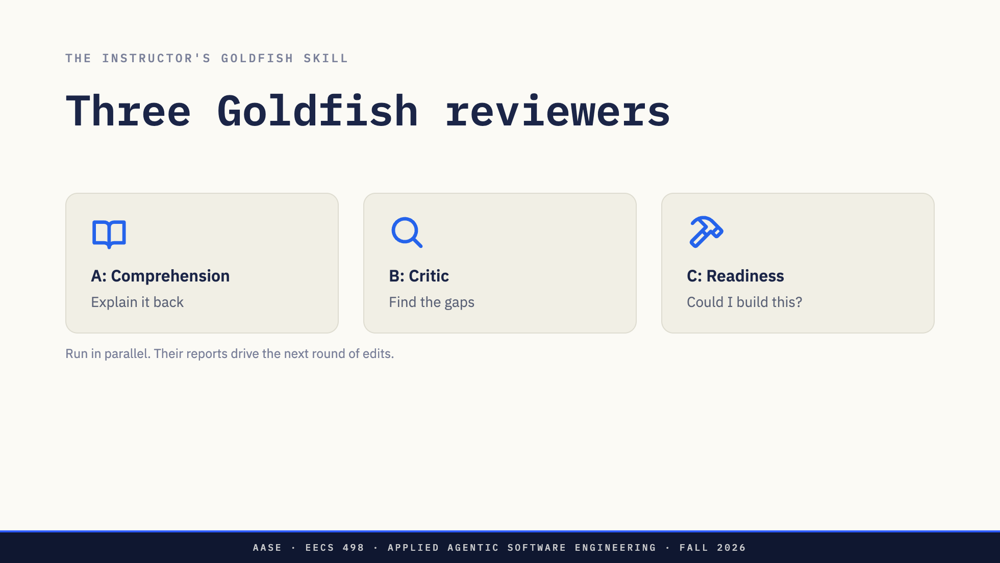 THE INSTRUCTOR'S GOLDFISH SKILL
Three Goldfish reviewers
A: Comprehension
Explain it back
B: Critic
Find the gaps
C: Readiness
Could I build this?
Run in parallel. Their reports drive the next round of edits.
AASE · EECS 498 · APPLIED AGENTIC SOFTWARE ENGINEERING · FALL 2026